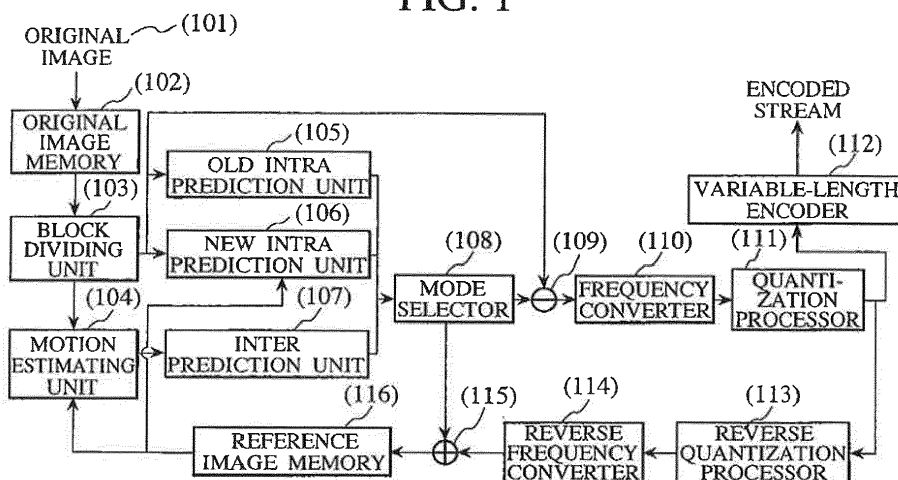 FIG. 1
ORIGINAL
IMAGE
(101)
(102)
ORIGINAL
IMAGE
MEMORY
(103)
BLOCK
DIVIDING
UNIT
(104)
MOTION
ESTIMATING
UNIT
(105)
OLD INTRA
PREDICTION UNIT
(106)
NEW INTRA
PREDICTION UNIT
(107)
INTER
PREDICTION UNIT
(108)
MODE
SELECTOR
(109)
(110)
FREQUENCY
CONVERTER
(111)
QUANTI-
ZATION
PROCESSOR
ENCODED
STREAM
(112)
VARIABLE-LENGTH
ENCODER
(116)
REFERENCE
IMAGE MEMORY
(115)
(114)
REVERSE
FREQUENCY
CONVERTER
(113)
REVERSE
QUANTIZATION
PROCESSOR